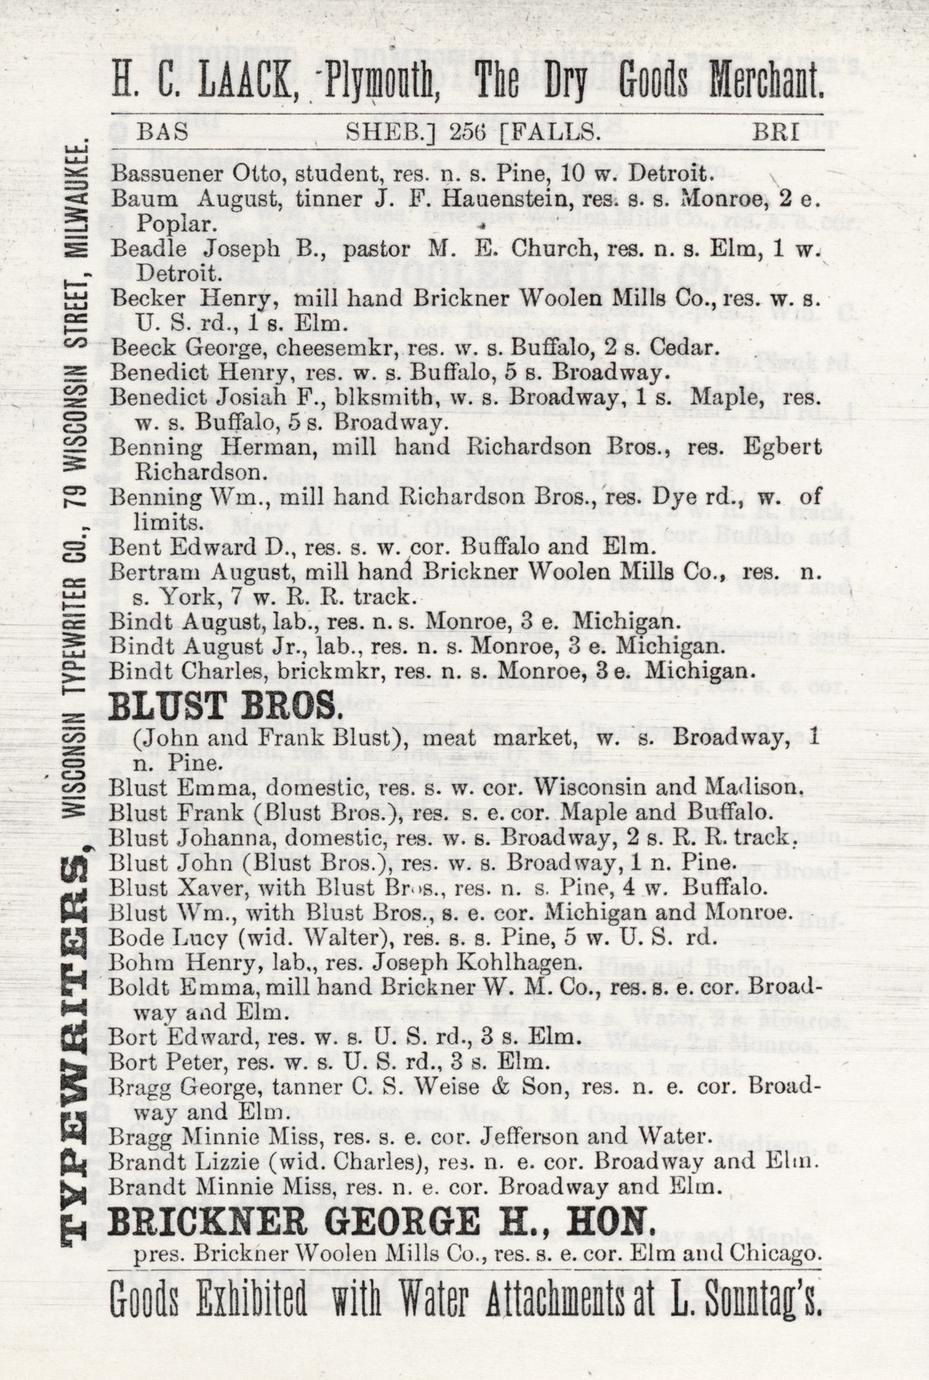 H. C. LAACK, Plymouth, The Dry Goods Merchant.
BAS SHEB.] 256 [FALLS. BRI
Bassuener Otto, student, res. n. s. Pine, 10 w. Detroit.
Baum August, tinner J. F. Hauenstein, res. s. s. Monroe, 2 e.
Poplar.
Beadle Joseph B., pastor M. E. Church, res. n. s. Elm, 1 w.
Detroit.
Becker Henry, mill hand Brickner Woolen Mills Co., res. w. s.
U. S. rd., 1 s. Elm.
Beeck George, cheesemkr, res. w. s. Buffalo, 2 s. Cedar.
Benedict Henry, res. w. s. Buffalo, 5 s. Broadway.
Benedict Josiah F., blksmith, w. s. Broadway, 1 s. Maple, res.
w. s. Buffalo, 5 s. Broadway.
Benning Herman, mill hand Richardson Bros., res. Egbert
Richardson.
Benning Wm., mill hand Richardson Bros., res. Dye rd., w. of
limits.
Bent Edward D., res. s. w. cor. Buffalo and Elm.
Bertram August, mill hand Brickner Woolen Mills Co., res. n.
s. York, 7 w. R. R. track.
Bindt August, lab., res. n. s. Monroe, 3 e. Michigan.
Bindt August Jr., lab., res. n. s. Monroe, 3 e. Michigan.
Bindt Charles, brickmkr, res. n. s. Monroe, 3 e. Michigan.
BLUST BROS.
(John and Frank Blust), meat market, w. s. Broadway, 1
n. Pine.
Blust Emma, domestic, res. s. w. cor. Wisconsin and Madison.
Blust Frank (Blust Bros.), res. s. e. cor. Maple and Buffalo.
Blust Johanna, domestic, res. w. s. Broadway, 2 s. R. R. track.
Blust John (Blust Bros.), res. w. s. Broadway, 1 n. Pine.
Blust Xaver, with Blust Bros., res. n. s. Pine, 4 w. Buffalo.
Blust Wm., with Blust Bros., s. e. cor. Michigan and Monroe.
Bode Lucy (wid. Walter), res. s. s. Pine, 5 w. U. S. rd.
Bohm Henry, lab., res. Joseph Kohlhagen.
Boldt Emma, mill hand Brickner W. M. Co., res. s. e. cor. Broad-
way and Elm.
Bort Edward, res. w. s. U. S. rd., 3 s. Elm.
Bort Peter, res. w. s. U. S. rd., 3 s. Elm.
Bragg George, tanner C. S. Weise & Son, res. n. e. cor. Broad-
way and Elm.
Bragg Minnie Miss, res. s. e. cor. Jefferson and Water.
Brandt Lizzie (wid. Charles), res. n. e. cor. Broadway and Elm.
Brandt Minnie Miss, res. n. e. cor. Broadway and Elm.
BRICKNER GEORGE H., HON.
pres. Brickner Woolen Mills Co., res. s. e. cor. Elm and Chicago.
Goods Exhibited with Water Attachments at L. Sonntag's.
TYPEWRITERS, WISCONSIN TYPEWRITER CO., 79 WISCONSIN STREET, MILWAUKEE.